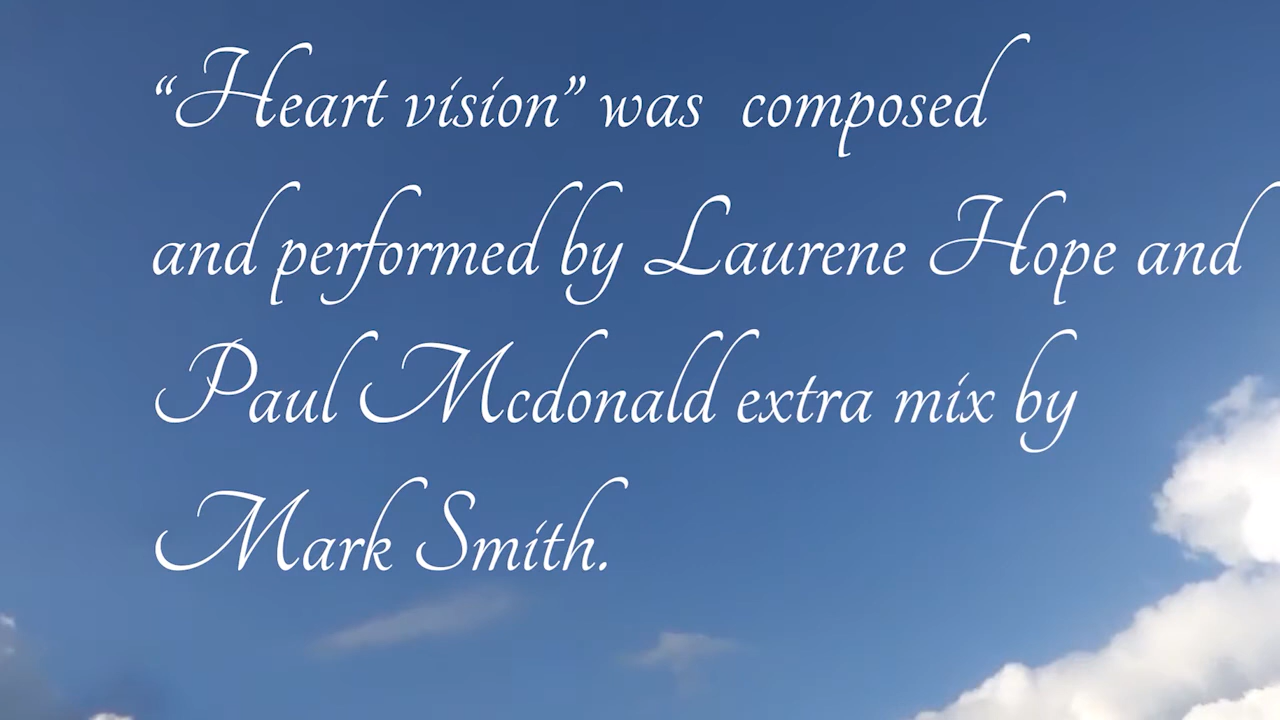 “Heart vision” was composed
and performed by Laurene Hope and
Paul Mcdonald extra mix by
Mark Smith.